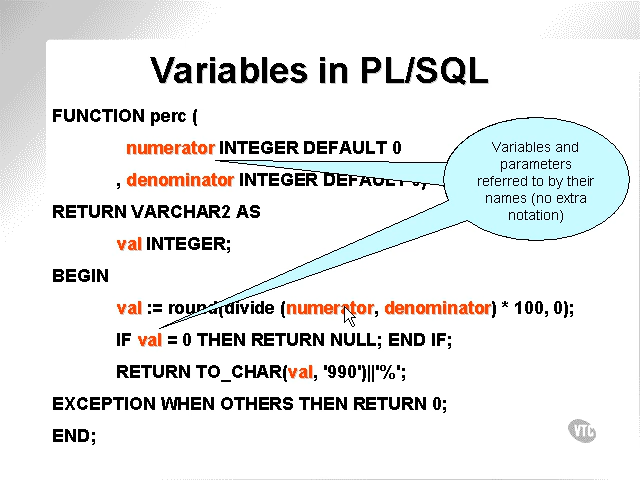 Variables in PL/SQL
FUNCTION perc (
numerator INTEGER DEFAULT 0
, denominator INTEGER DEFAULT 0)
RETURN VARCHAR2 AS
val INTEGER;
BEGIN
val := round(divide (numerator, denominator) * 100, 0);
IF val = 0 THEN RETURN NULL; END IF;
RETURN TO_CHAR(val, '990')||'%';
EXCEPTION WHEN OTHERS THEN RETURN 0;
END;
Variables and
parameters
referred to by their
names (no extra
notation)
VTC